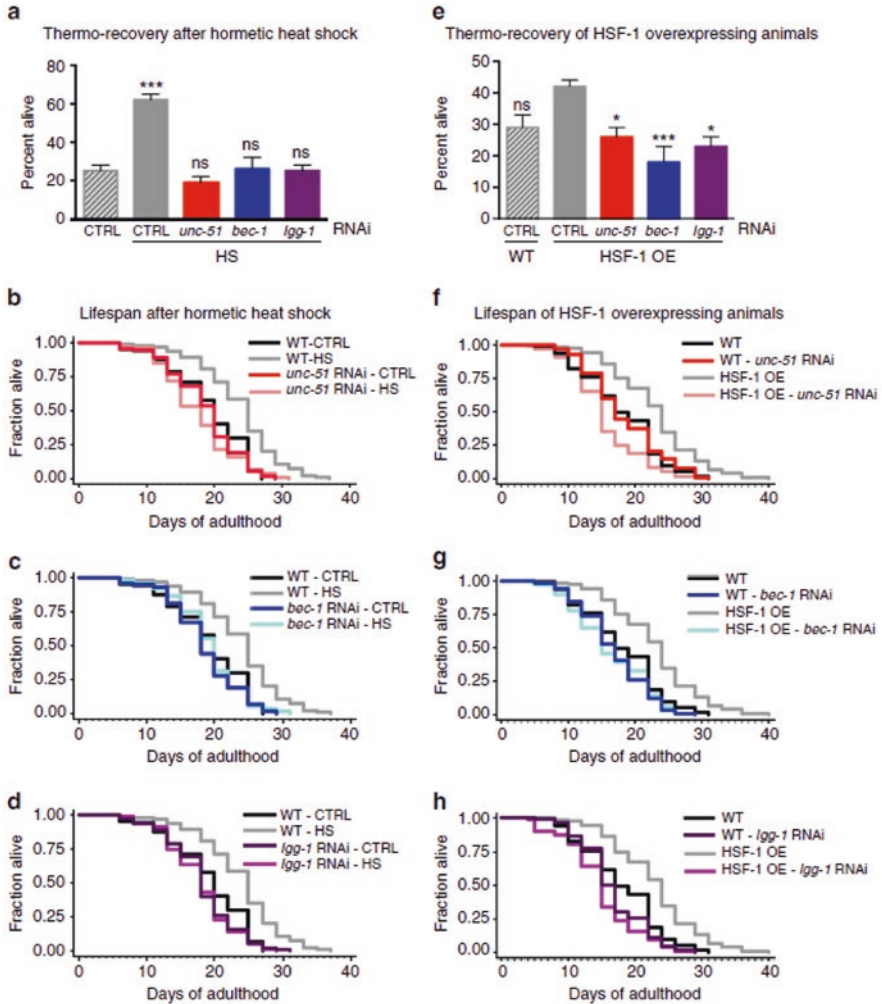 a
Thermo-recovery after hormetic heat shock
Percent alive
80
60
40
20
0
***
ns
ns
ns
CTRL CTRL unc-51 bec-1 lgg-1 RNAi
HS
b
Lifespan after hormetic heat shock
Fraction alive
1.00
0.75
0.50
0.25
0.00
WT-CTRL
WT-HS
unc-51 RNAi - CTRL
unc-51 RNAi - HS
0 10 20 30 40
Days of adulthood
c
Fraction alive
1.00
0.75
0.50
0.25
0.00
WT - CTRL
WT - HS
bec-1 RNAi - CTRL
bec-1 RNAi - HS
0 10 20 30 40
Days of adulthood
d
Fraction alive
1.00
0.75
0.50
0.25
0.00
WT - CTRL
WT - HS
lgg-1 RNAi - CTRL
lgg-1 RNAi - HS
0 10 20 30 40
Days of adulthood
e
Thermo-recovery of HSF-1 overexpressing animals
Percent alive
50
40
30
20
10
0
ns
*
***
*
CTRL CTRL unc-51 bec-1 lgg-1 RNAi
WT HSF-1 OE
f
Lifespan of HSF-1 overexpressing animals
Fraction alive
1.00
0.75
0.50
0.25
0.00
WT
WT - unc-51 RNAi
HSF-1 OE
HSF-1 OE - unc-51 RNAi
0 10 20 30 40
Days of adulthood
g
Fraction alive
1.00
0.75
0.50
0.25
0.00
WT
WT - bec-1 RNAi
HSF-1 OE
HSF-1 OE - bec-1 RNAi
0 10 20 30 40
Days of adulthood
h
Fraction alive
1.00
0.75
0.50
0.25
0.00
WT
WT - lgg-1 RNAi
HSF-1 OE
HSF-1 OE - lgg-1 RNAi
0 10 20 30 40
Days of adulthood